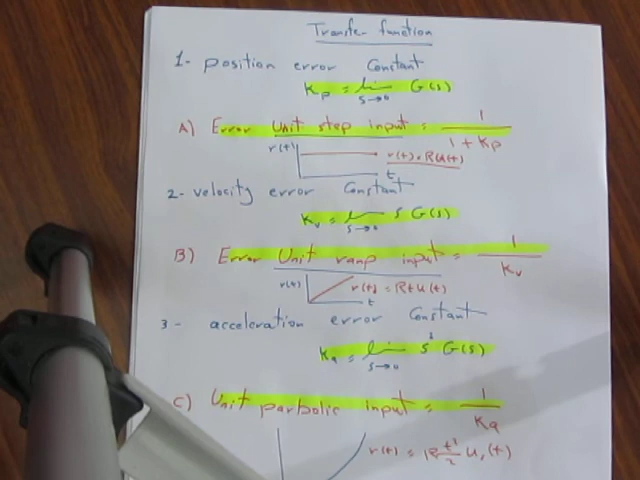 Transfer function
1- position error Constant
Kp = lim s→0 G(s)
A) Error Unit step input = 1 / 1 + Kp
r(t)
r(t) = R u(t)
t
2- velocity error Constant
Kv = lim s→0 s G(s)
B) Error Unit ramp input = 1 / Kv
r(t)
r(t) = Rt u(t)
t
3- acceleration error Constant
Ka = lim s→0 s² G(s)
C) Unit parbolic input = 1 / Ka
r(t) = R t²/2 u,(t)